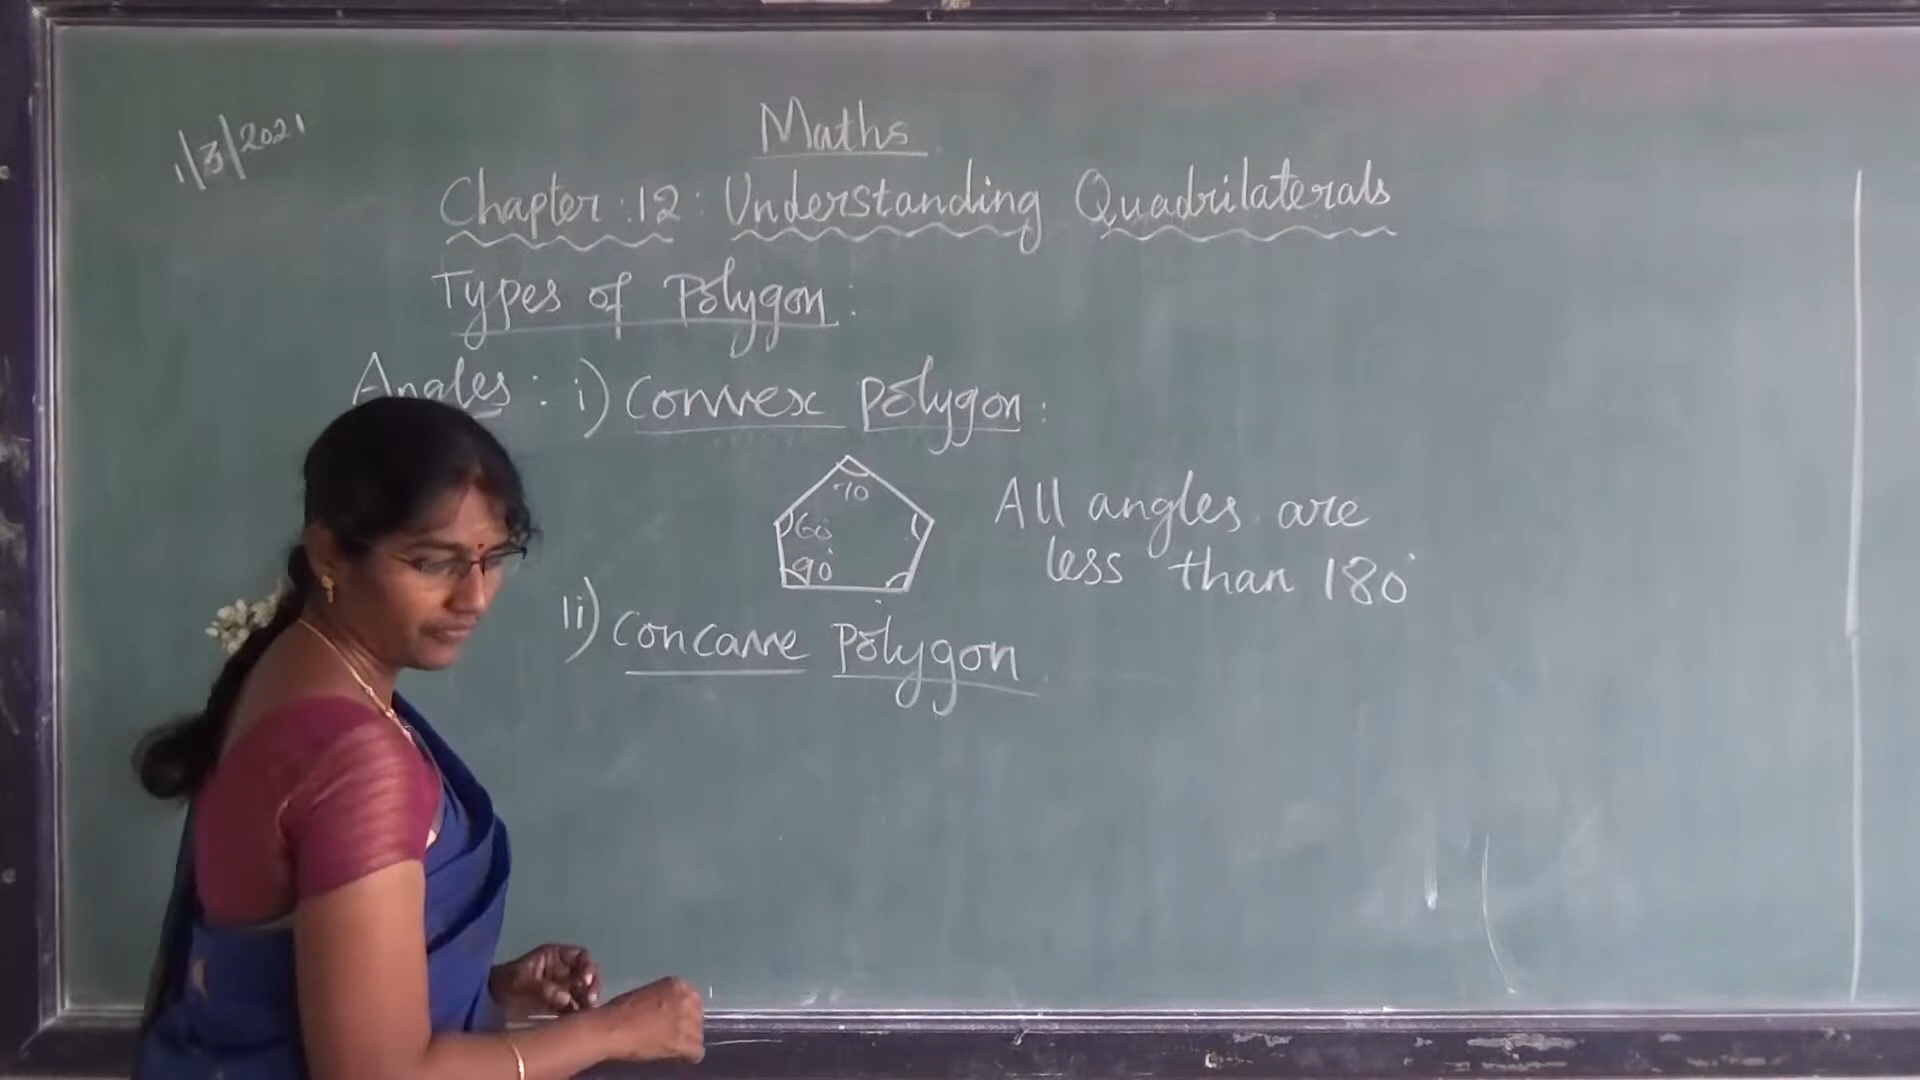 1/3/2021
Maths
Chapter : 12 : Understanding Quadrilaterals
Types of Polygon :
Angles : i) Convex polygon :
70
60°
90°
All angles are
less than 180°
ii) Concave polygon